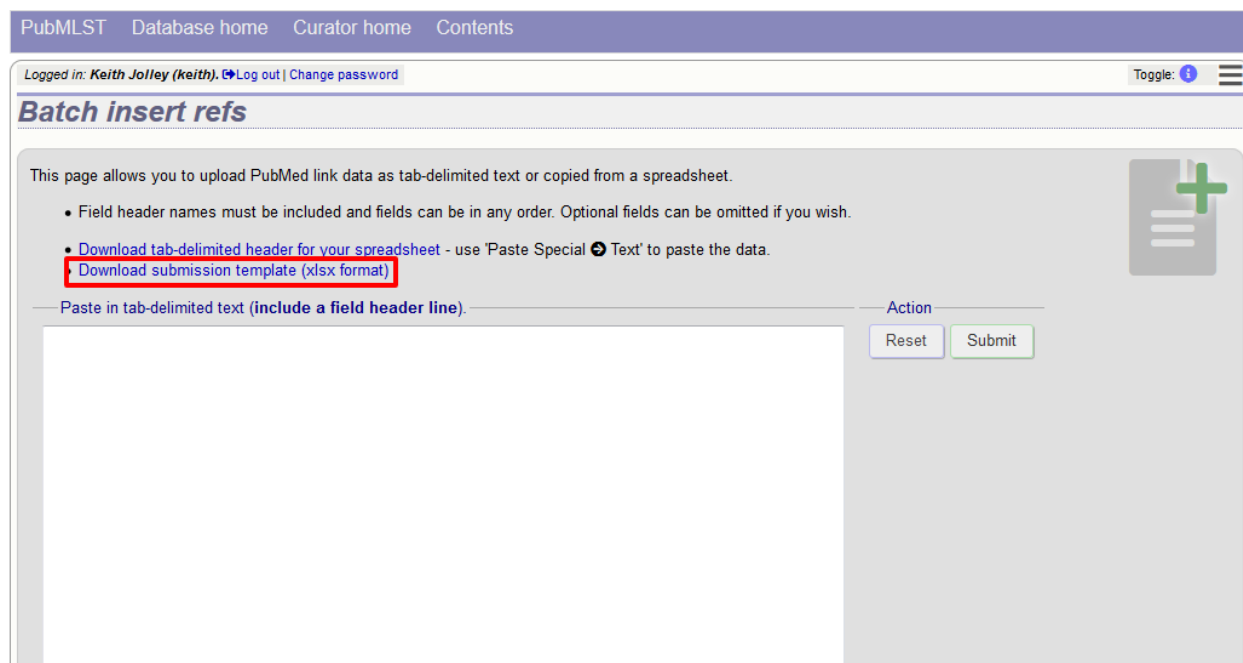 PubMLST Database home Curator home Contents
Logged in: Keith Jolley (keith). Log out | Change password
Toggle: i
Batch insert refs
This page allows you to upload PubMed link data as tab-delimited text or copied from a spreadsheet.
• Field header names must be included and fields can be in any order. Optional fields can be omitted if you wish.
• Download tab-delimited header for your spreadsheet - use 'Paste Special ➲ Text' to paste the data.
• Download submission template (xlsx format)
Paste in tab-delimited text (include a field header line).
Action
Reset Submit